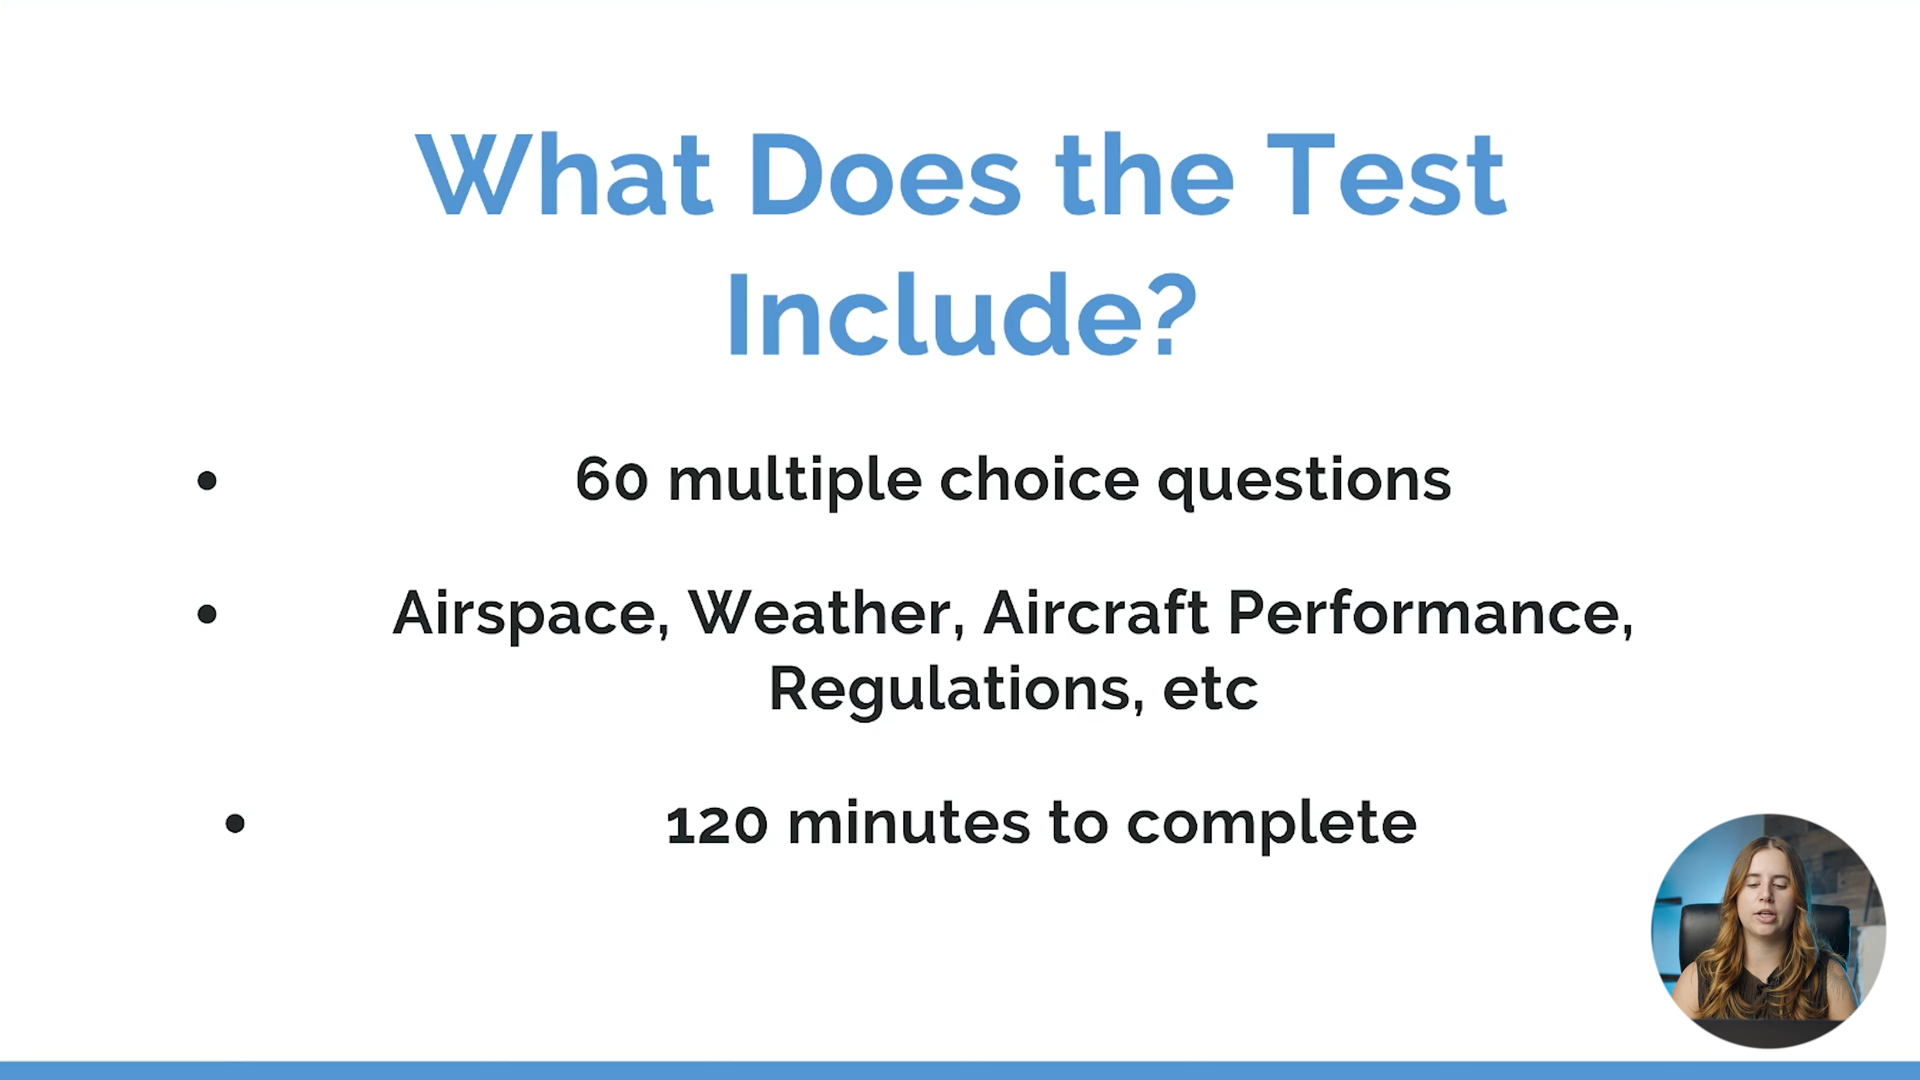 What Does the Test
Include?
• 60 multiple choice questions
• Airspace, Weather, Aircraft Performance,
Regulations, etc
• 120 minutes to complete